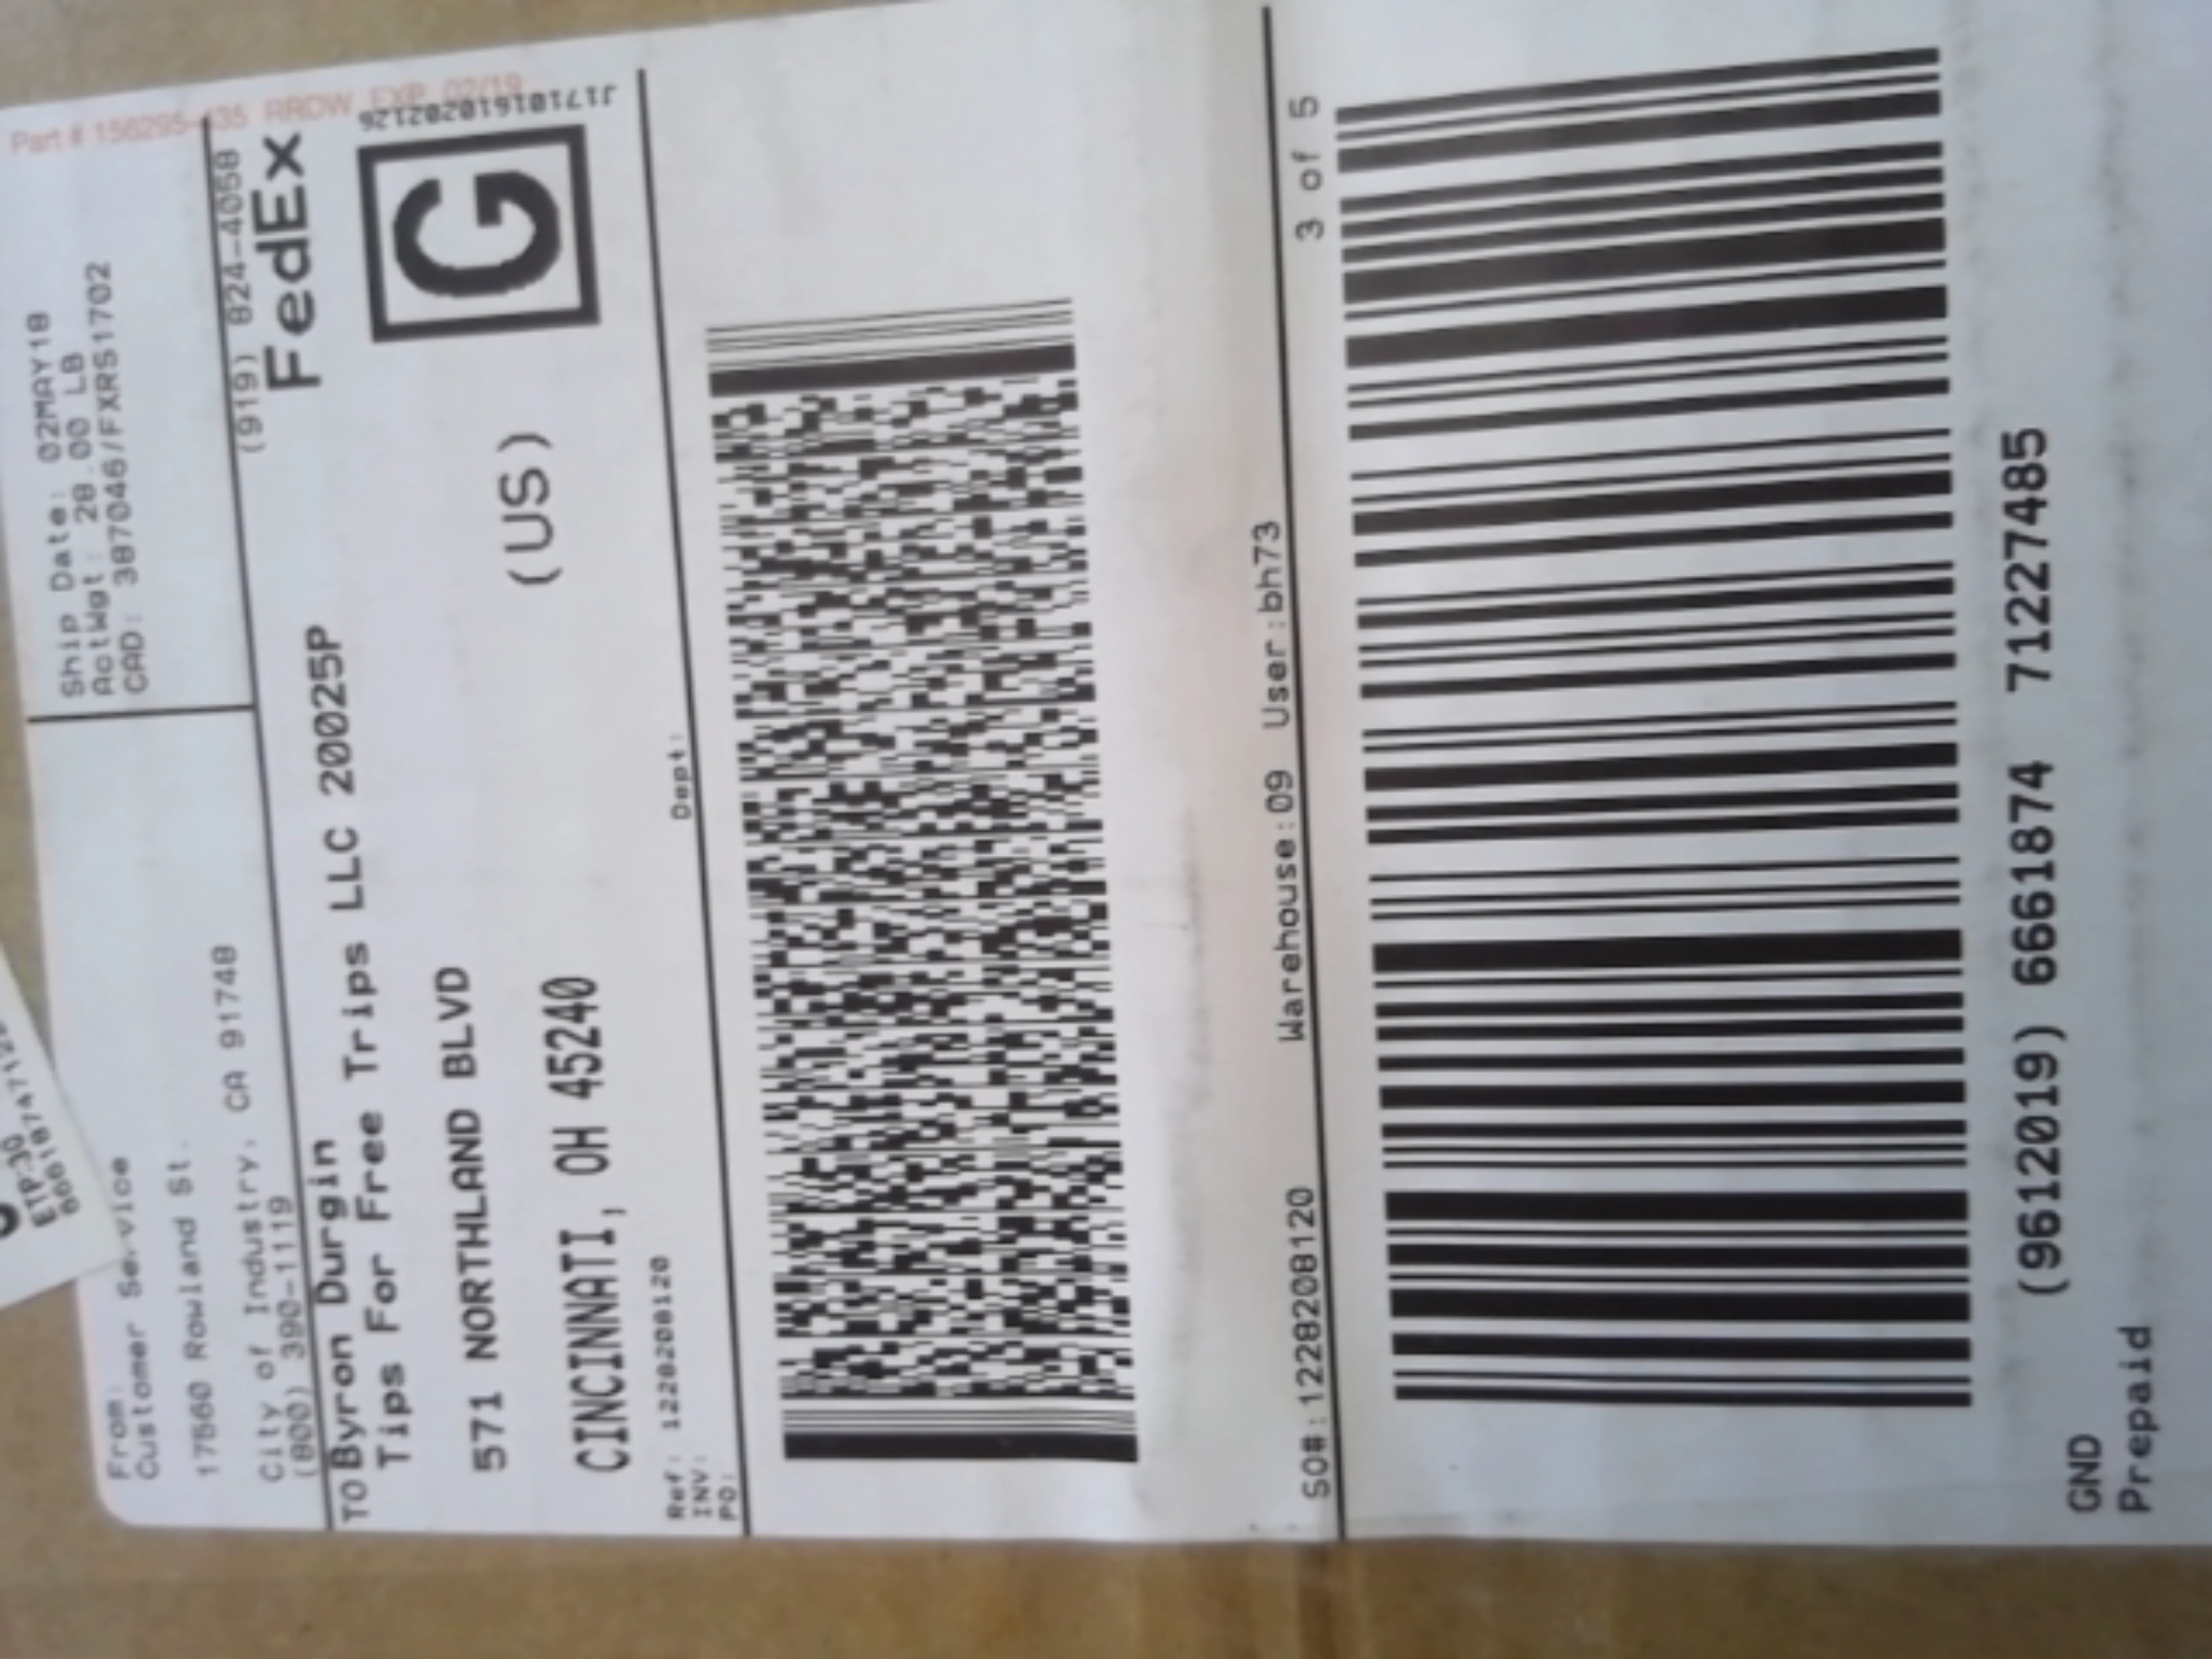 Part # 156295-435 RRDW EXP 02/19
From:
Customer Service
17560 Rowland St.
City of Industry, CA 91748
(800) 390-1119
Ship Date: 02MAY18
ActWgt: 28.00 LB
CAD: 387046/FXRS1702
TO Byron Durgin
(919) 824-4058
Tips For Free Trips LLC 20025P
571 NORTHLAND BLVD
CINCINNATI, OH 45240
(US)
FedEx
G
J17101610202126
Ref: 1228208120
INV:
PO:
Dept:
SO#:1228208120 Warehouse:09 User:bh73
3 of 5
(9612019) 6661874 71227485
GND
Prepaid
ETP:30